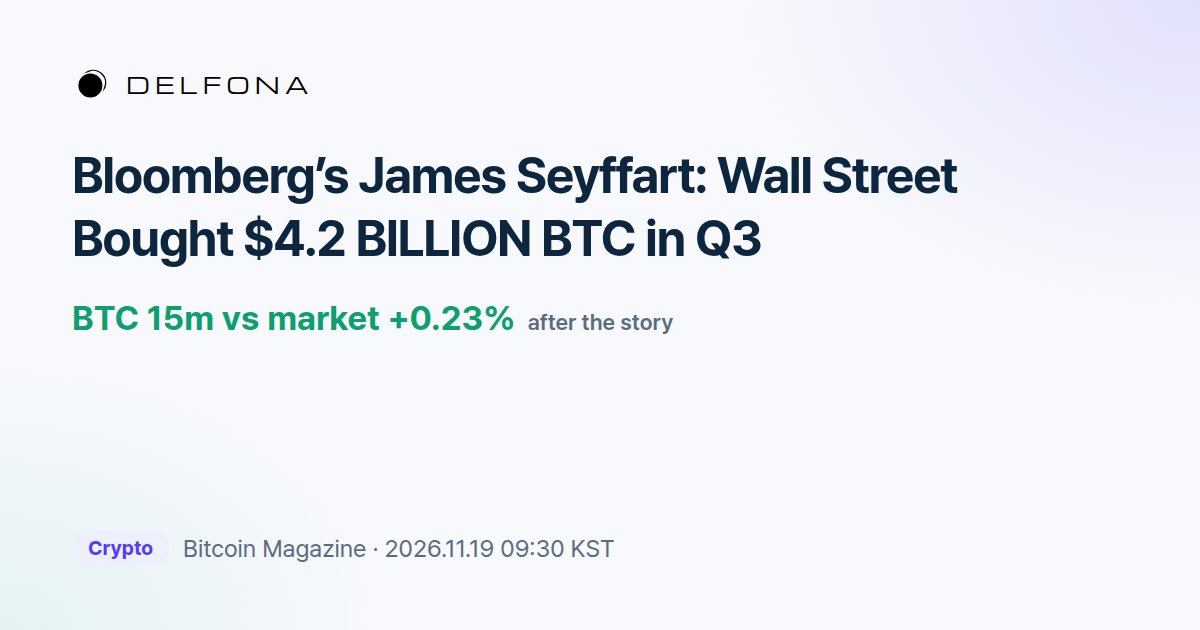 DELFONA
Bloomberg’s James Seyffart: Wall Street
Bought $4.2 BILLION BTC in Q3
BTC 15m vs market +0.23% after the story
Crypto Bitcoin Magazine · 2026.11.19 09:30 KST